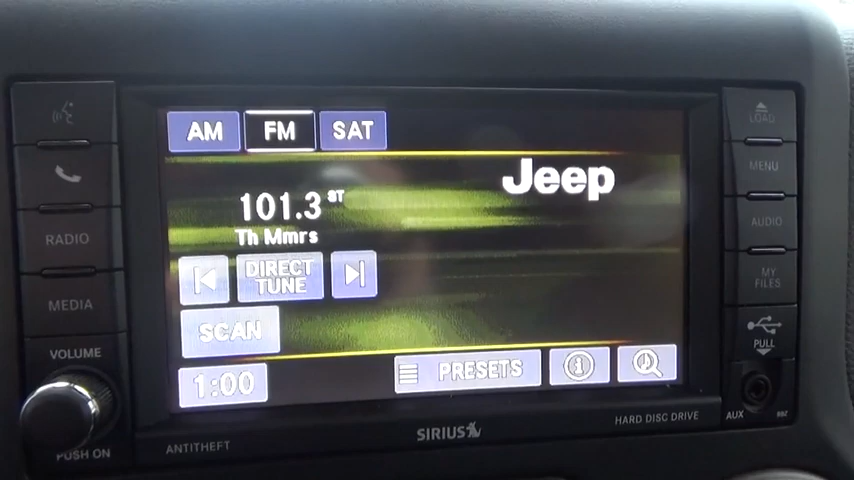 AM FM SAT
Jeep
101.3 ST
Th Mmrs
DIRECT
TUNE
SCAN
1:00
PRESETS
RADIO
MEDIA
VOLUME
PUSH ON
ANTITHEFT
SIRIUS
HARD DISC DRIVE
LOAD
MENU
AUDIO
MY
FILES
PULL
AUX